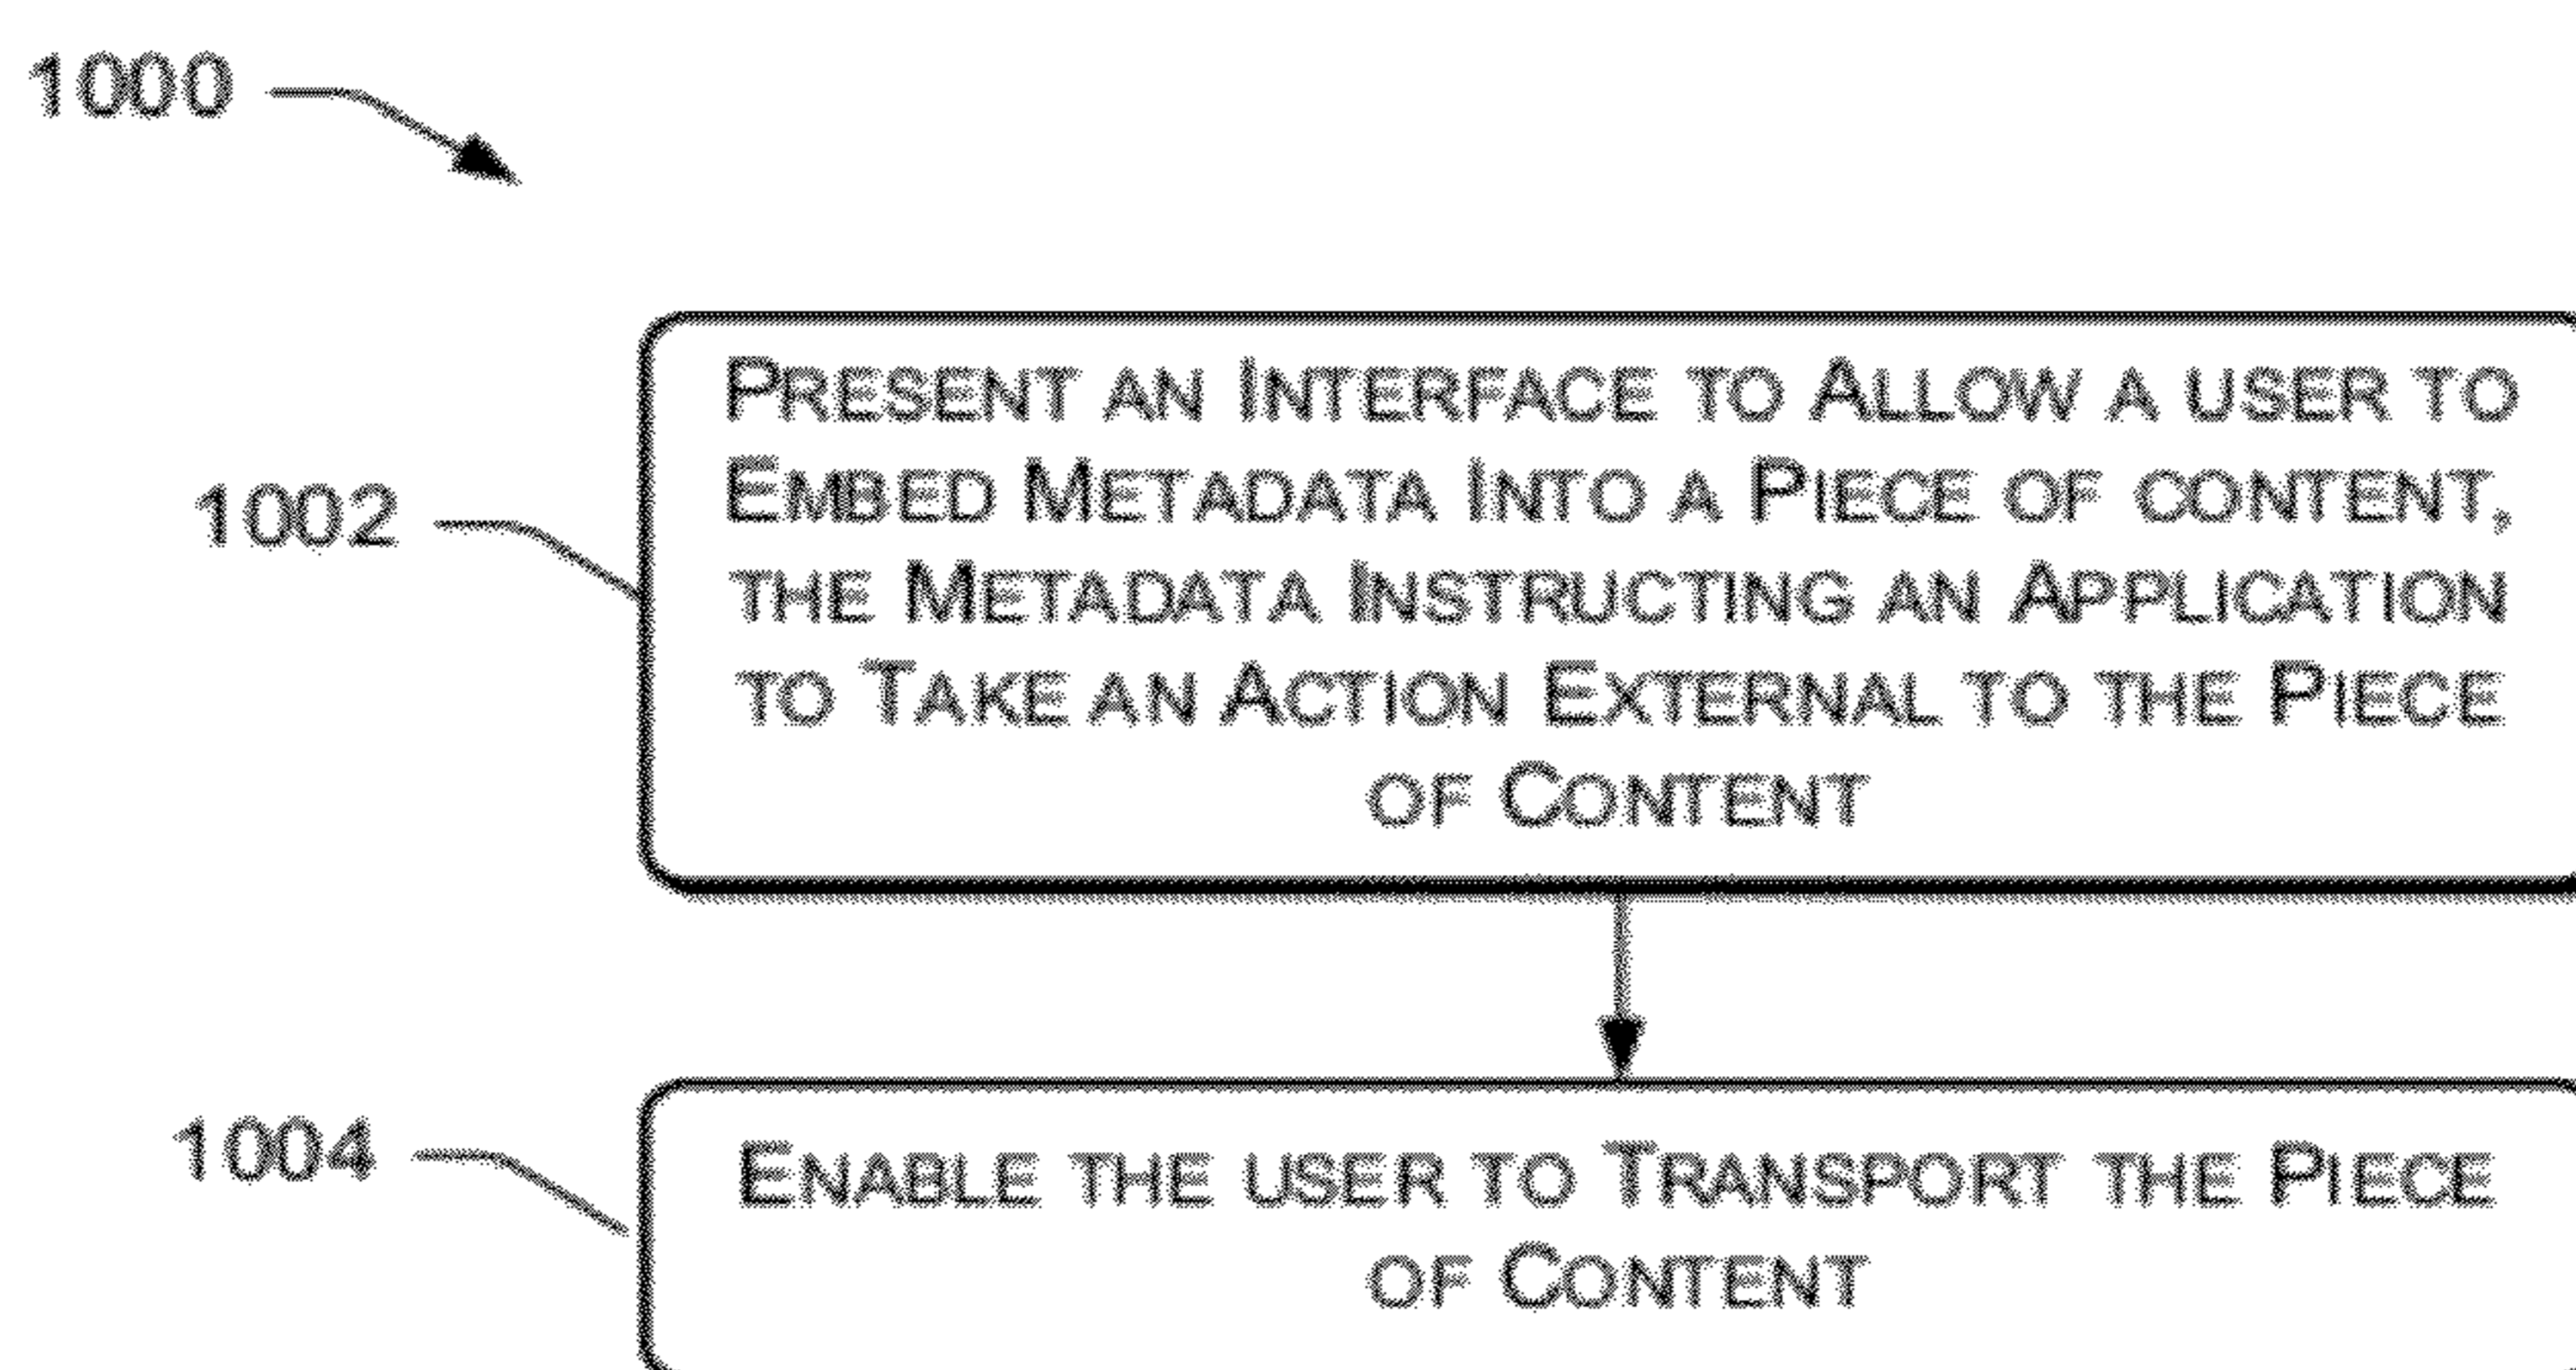 1000
PRESENT AN INTERFACE TO ALLOW A USER TO
EMBED METADATA INTO A PIECE OF CONTENT,
1002
THE METADATA INSTRUCTING AN APPLICATION
TO TAKE AN ACTION EXTERNAL TO THE PIECE
OF CONTENT
1004
ENABLE THE USER TO TRANSPORT THE PIECE
OF CONTENT